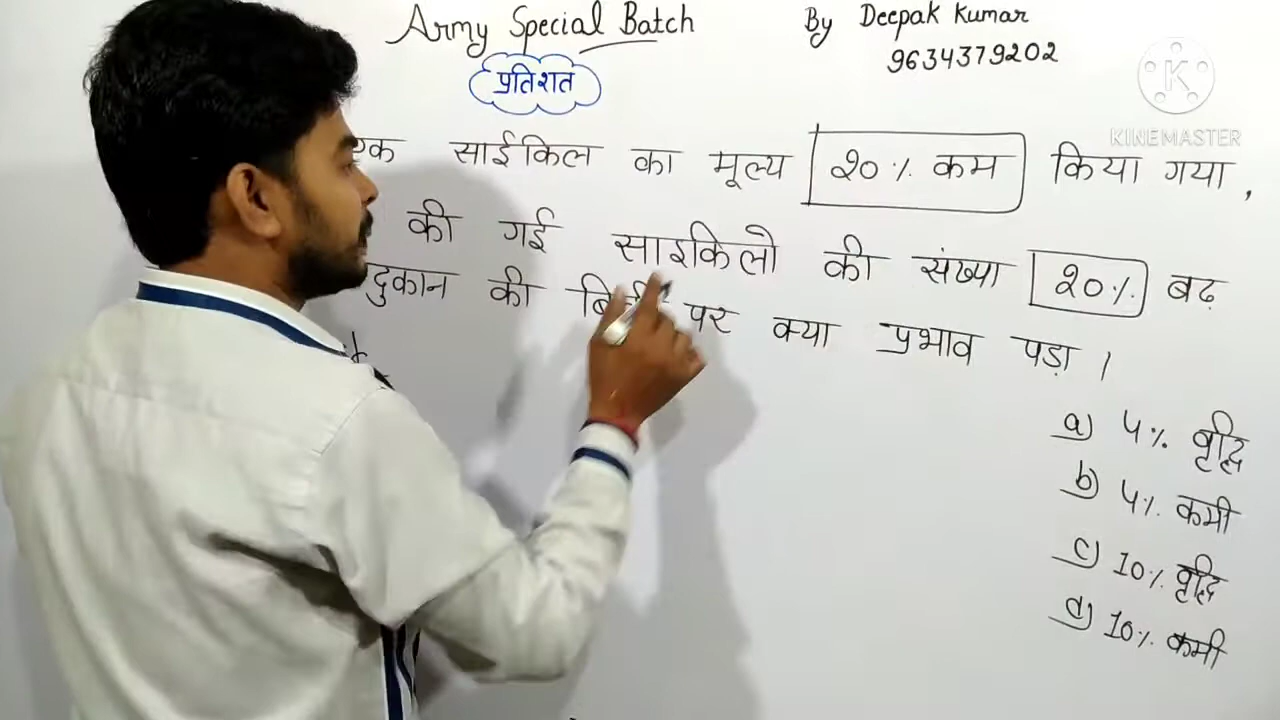 Army Special Batch
By Deepak Kumar
9634379202
प्रतिशत
KINEMASTER
एक साईकिल का मूल्य 20% कम किया गया,
की गई साइकिलो की संख्या 20% बढ़
दुकान की पर क्या प्रभाव पड़ा ।
a) 4% वृद्धि
b) 4% कमी
c) 10% वृद्धि
d) 10% कमी